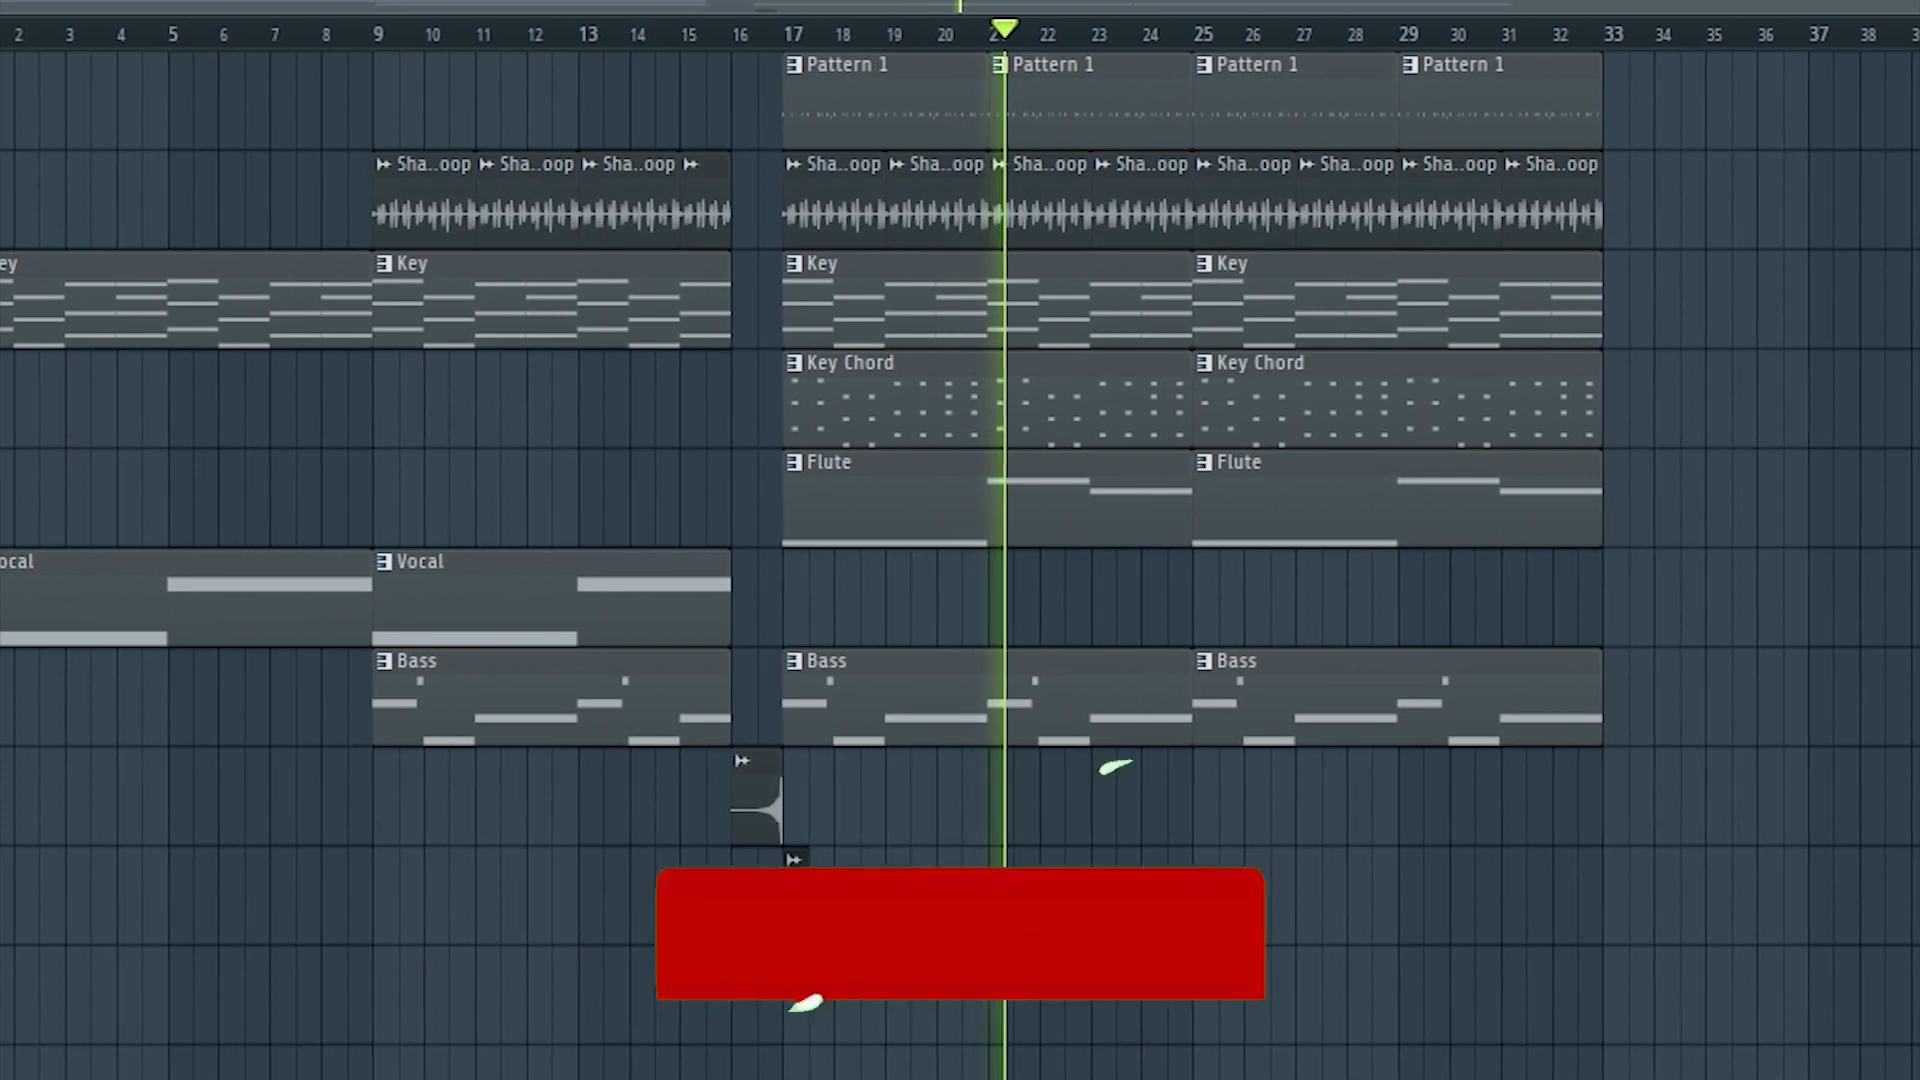 2 3 4 5 6 7 8 9 10 11 12 13 14 15 16 17 18 19 20 22 23 24 25 26 27 28 29 30 31 32 33 34 35 36 37 38
Pattern 1 Pattern 1 Pattern 1 Pattern 1
Sha..oop Sha..oop Sha..oop Sha..oop Sha..oop Sha..oop Sha..oop Sha..oop Sha..oop Sha..oop Sha..oop
ey Key Key Key
Key Chord Key Chord
Flute Flute
ocal Vocal
Bass Bass Bass